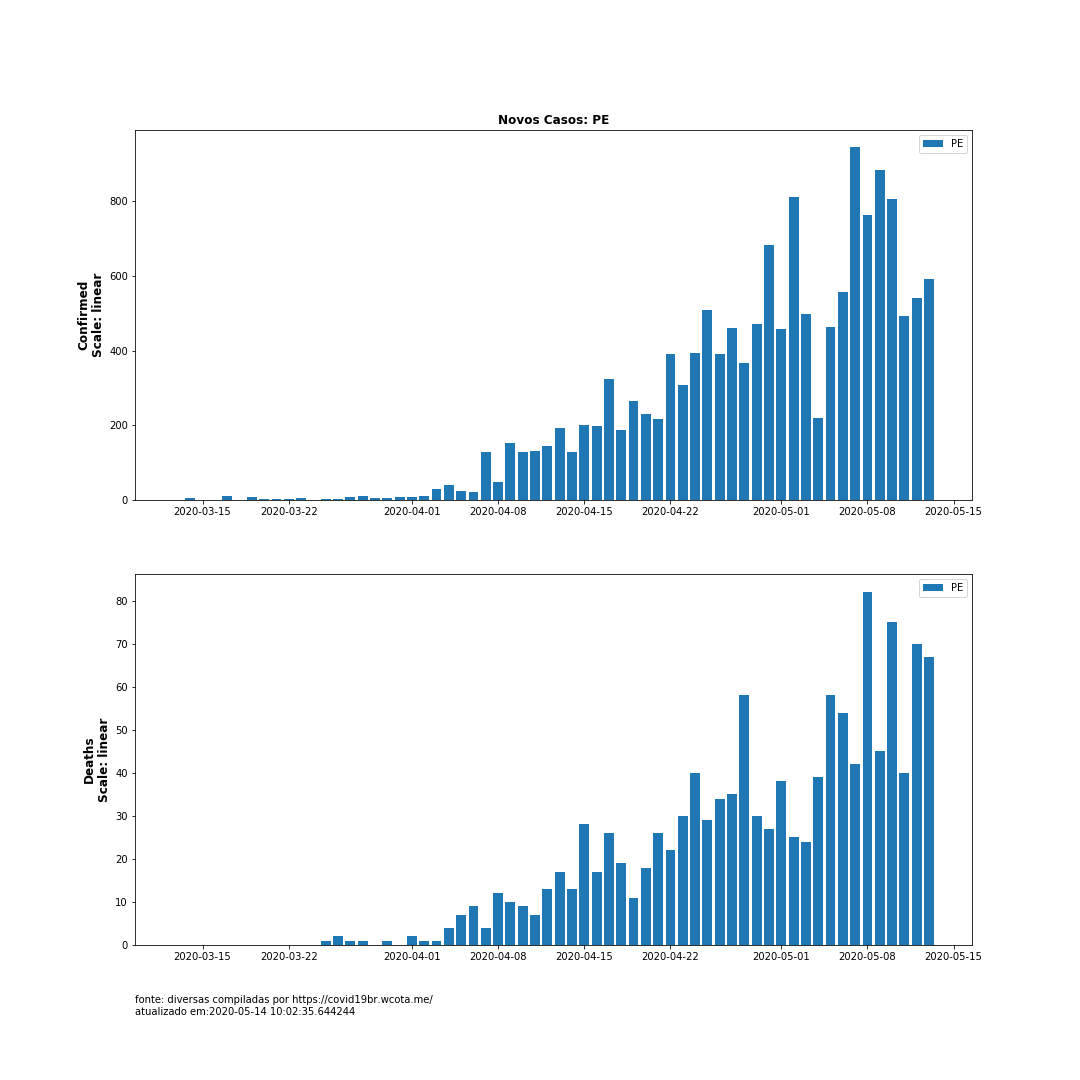 Novos Casos: PE
PE
Confirmed
Scale: linear
800
600
400
200
0
2020-03-15 2020-03-22 2020-04-01 2020-04-08 2020-04-15 2020-04-22 2020-05-01 2020-05-08 2020-05-15
PE
Deaths
Scale: linear
80
70
60
50
40
30
20
10
0
2020-03-15 2020-03-22 2020-04-01 2020-04-08 2020-04-15 2020-04-22 2020-05-01 2020-05-08 2020-05-15
fonte: diversas compiladas por https://covid19br.wcota.me/
atualizado em:2020-05-14 10:02:35.644244